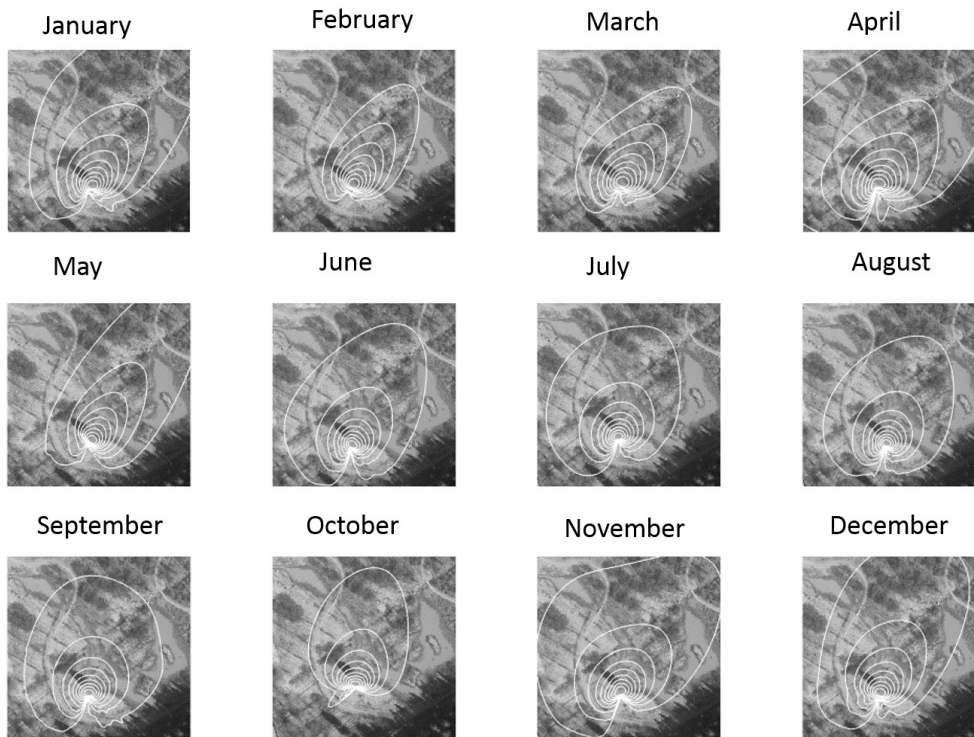 January
February
March
April
May
June
July
August
September
October
November
December